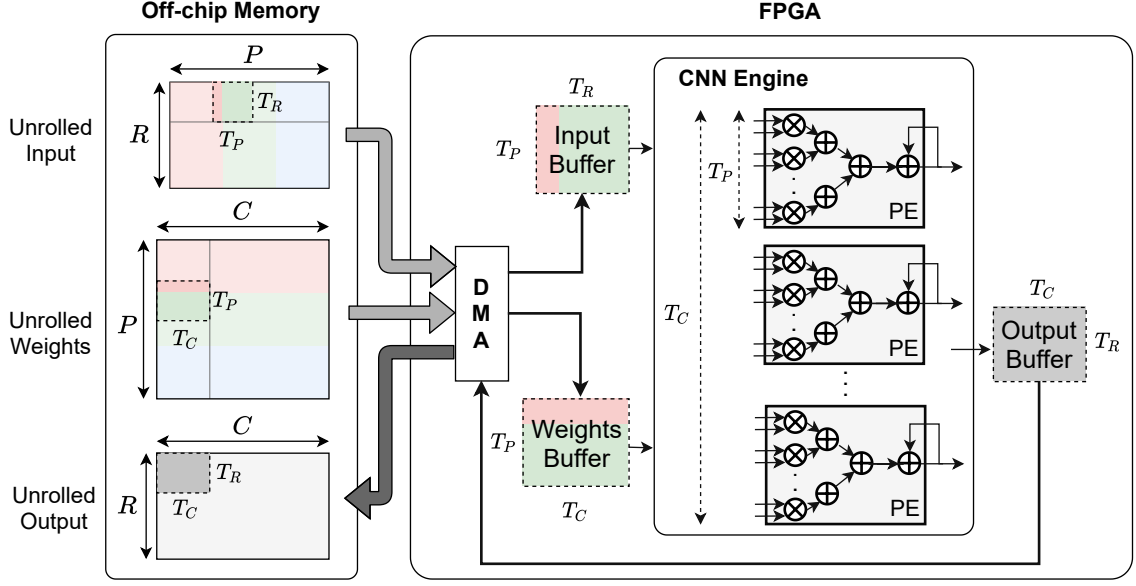 Off-chip Memory
FPGA
P
R
T_R
T_P
Unrolled
Input
C
P
T_P
T_C
Unrolled
Weights
C
R
T_R
T_C
Unrolled
Output
D
M
A
T_R
T_P
Input
Buffer
T_P
Weights
Buffer
T_C
CNN Engine
T_P
T_C
PE
PE
PE
T_C
Output
Buffer
T_R